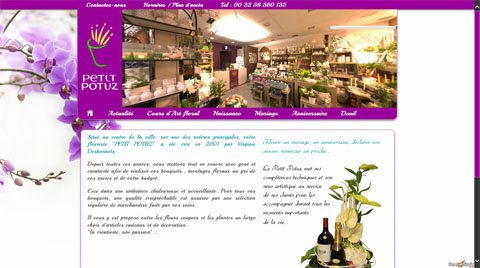 Contactez-nous Horaires / Plan d'accès Tel : 00 32 56 560 135
PETIT
POTUZ
Actualité Cours d'Art floral Naissance Mariage Anniversaire Deuil
Situé au centre de la ville, sur une des artères principales, votre
fleuriste "PETIT POTUZ" a été créé en 2001 par Virginie
Depuis toutes ces années, nous mettons tout en oeuvre avec goût et
créativité afin de réaliser vos bouquets , montages floraux au gré de
vos envies et de votre budget.
Ceci dans une ambiance chaleureuse et accueillante. Pour tous vos
bouquets, une qualité irréprochable est assurée par une sélection
régulière de marchandise faite par nos soins.
Il vous y est proposé outre les fleurs coupées et les plantes un large
choix d'articles cadeaux et de décoration.
"la créativité, une passion"....
Fleurir un mariage, un anniversaire, déclarer son
amour, remercier un proche...
Le Petit Potuz met ses
compétences techniques et son
sens artistique au service
de ses clients pour les
accompagner durant tous les
moments importants
de la vie.